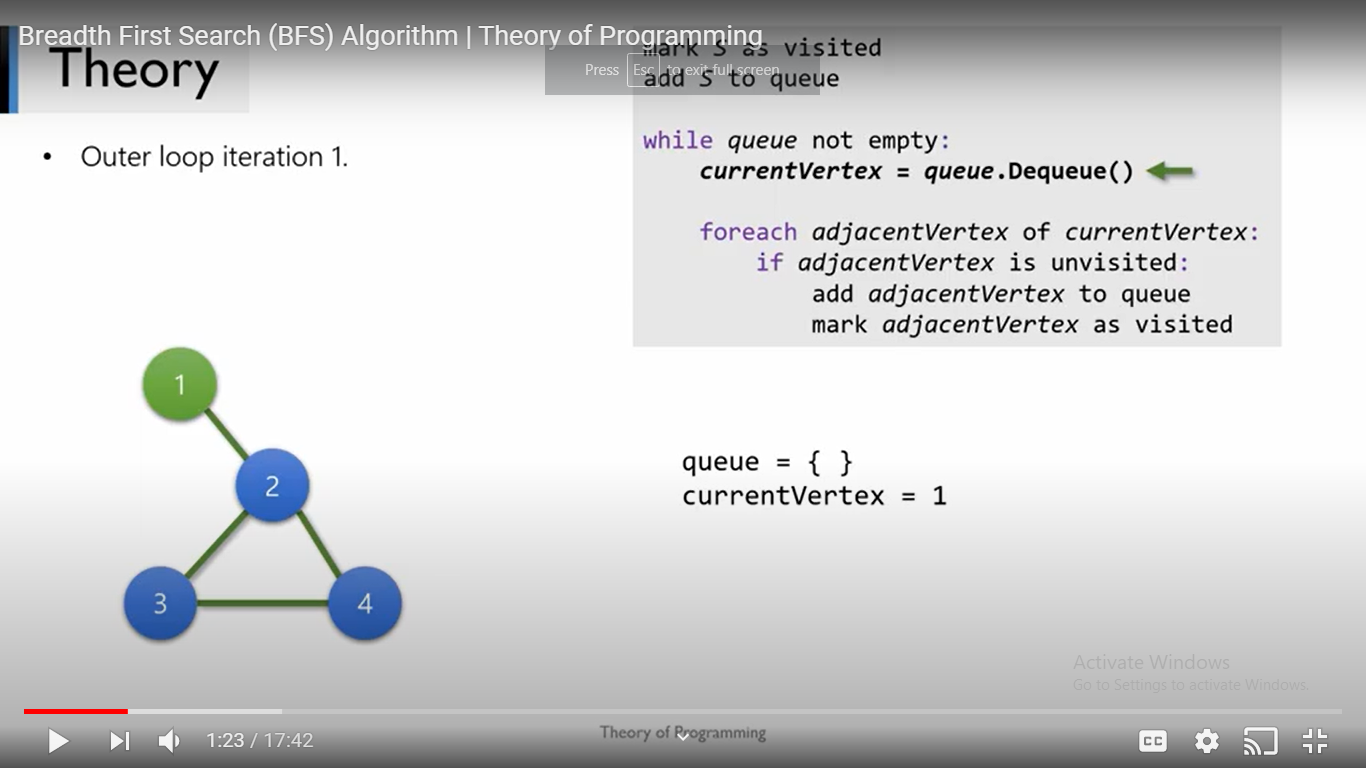 Breadth First Search (BFS) Algorithm | Theory of Programming
Theory
Press Esc to exit full screen
• Outer loop iteration 1.
mark S as visited
add S to queue
while queue not empty:
currentVertex = queue.Dequeue()
foreach adjacentVertex of currentVertex:
if adjacentVertex is unvisited:
add adjacentVertex to queue
mark adjacentVertex as visited
1
2
3
4
queue = { }
currentVertex = 1
Activate Windows
Go to Settings to activate Windows.
Theory of Programming
1:23 / 17:42
CC